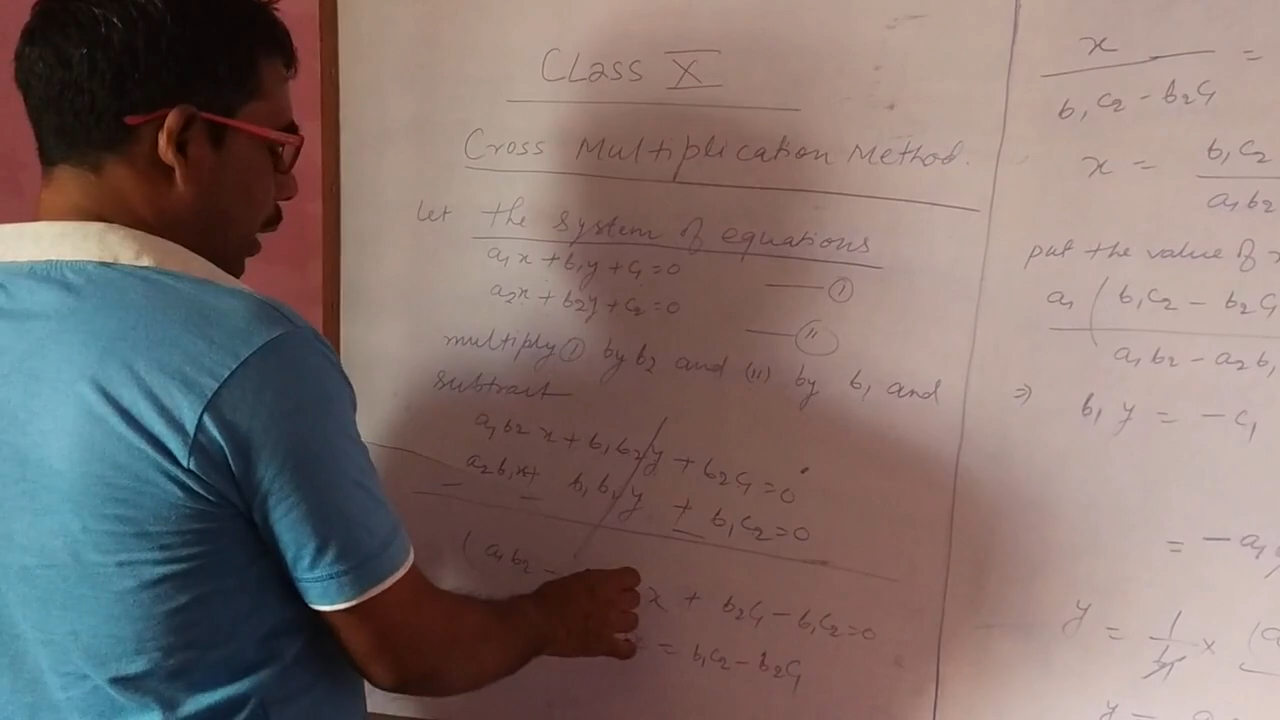 CLass X
Cross Multiplication Method.
Let the system of equations
a₁x + b₁y + c₁ = 0 —— (I)
a₂x + b₂y + c₂ = 0 —— (II)
multiply (I) by b₂ and (II) by b₁ and
subtract
a₁b₂x + b₁b₂y + b₂c₁ = 0
a₂b₁x + b₁b₂y + b₁c₂ = 0
(a₁b₂ - x + b₂c₁ - b₁c₂ = 0
= b₁c₂ - b₂c₁
x =
b₁c₂ - b₂c₁
x = b₁c₂
a₁b₂
put the value of x
a₁ ( b₁c₂ - b₂c₁
a₁b₂ - a₂b₁
⇒ b₁y = -c₁
= -a₁
y = 1/b₁ × (
y =